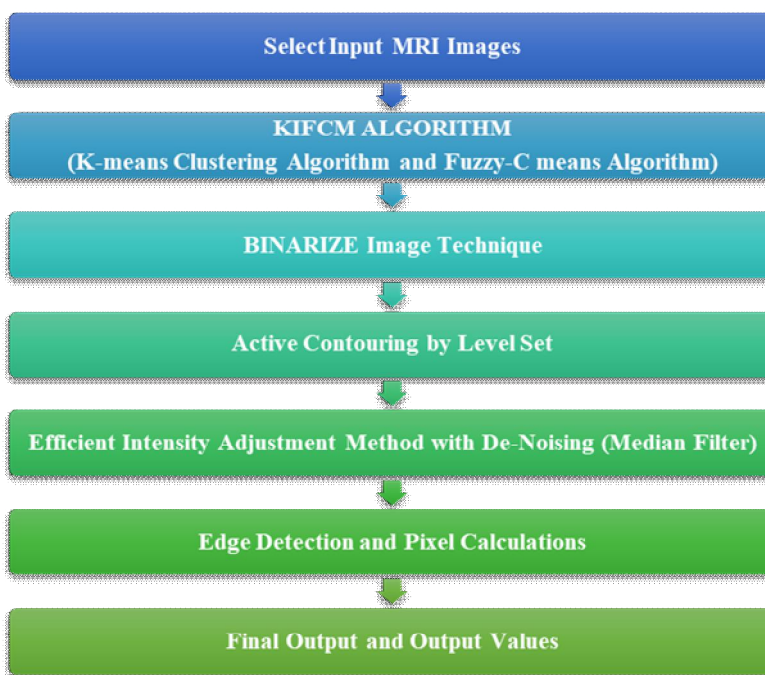 Select Input MRI Images
KIFCM ALGORITHM
(K-means Clustering Algorithm and Fuzzy-C means Algorithm)
BINARIZE Image Technique
Active Contouring by Level Set
Efficient Intensity Adjustment Method with De-Noising (Median Filter)
Edge Detection and Pixel Calculations
Final Output and Output Values